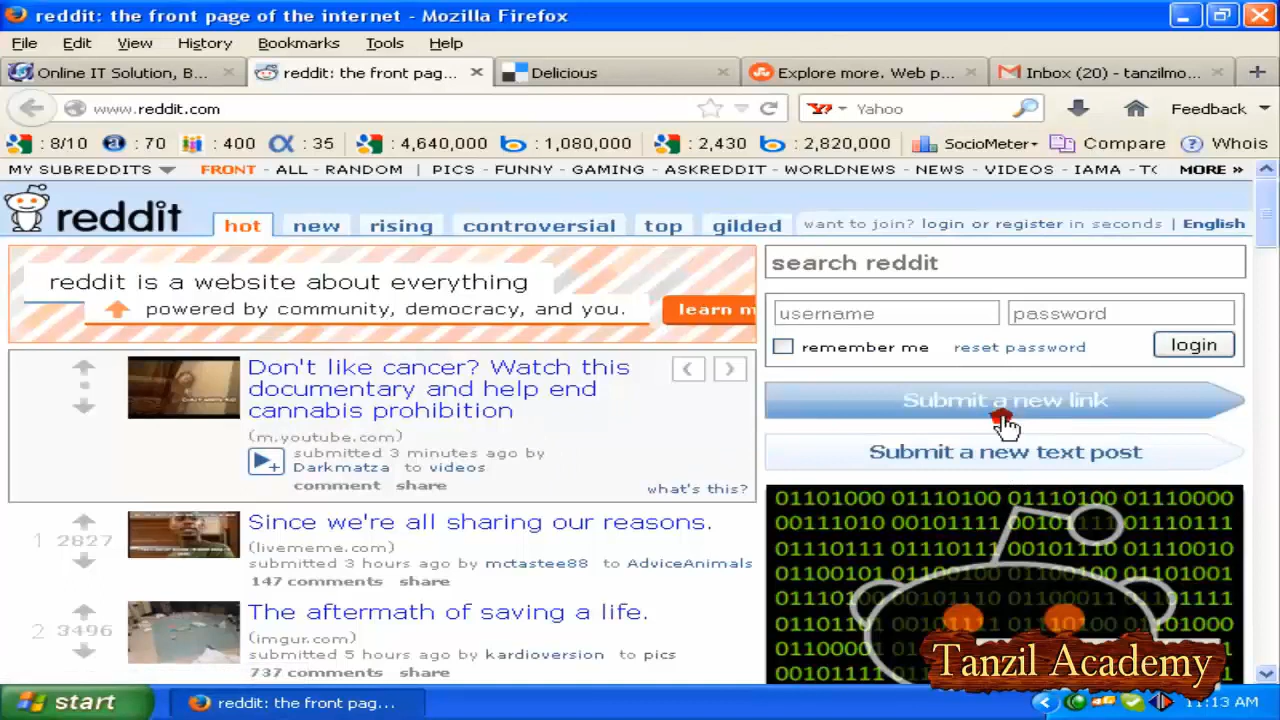 reddit: the front page of the internet - Mozilla Firefox
File Edit View History Bookmarks Tools Help
Online IT Solution, B... reddit: the front pag... Delicious Explore more. Web p... Inbox (20) - tanzilmo...
www.reddit.com Yahoo Feedback
: 8/10 : 70 : 400 : 35 : 4,640,000 : 1,080,000 : 2,430 : 2,820,000 SocioMeter Compare Whois
MY SUBREDDITS FRONT - ALL - RANDOM | PICS - FUNNY - GAMING - ASKREDDIT - WORLDNEWS - NEWS - VIDEOS - IAMA - TO MORE »
reddit hot new rising controversial top gilded want to join? login or register in seconds | English
reddit is a website about everything
powered by community, democracy, and you. learn m
search reddit
username password
remember me reset password login
Submit a new link
Submit a new text post
Don't like cancer? Watch this
documentary and help end
cannabis prohibition
(m.youtube.com)
submitted 3 minutes ago by
Darkmatza to videos
comment share
what's this?
1 2827 Since we're all sharing our reasons.
(livememe.com)
submitted 3 hours ago by mctastee88 to AdviceAnimals
147 comments share
2 3496 The aftermath of saving a life.
(imgur.com)
submitted 5 hours ago by kardioversion to pics
737 comments share
01101000 01110100 01110100 01110000
00111010 00101111
Tanzil Academy
start reddit: the front pag... 11:13 AM